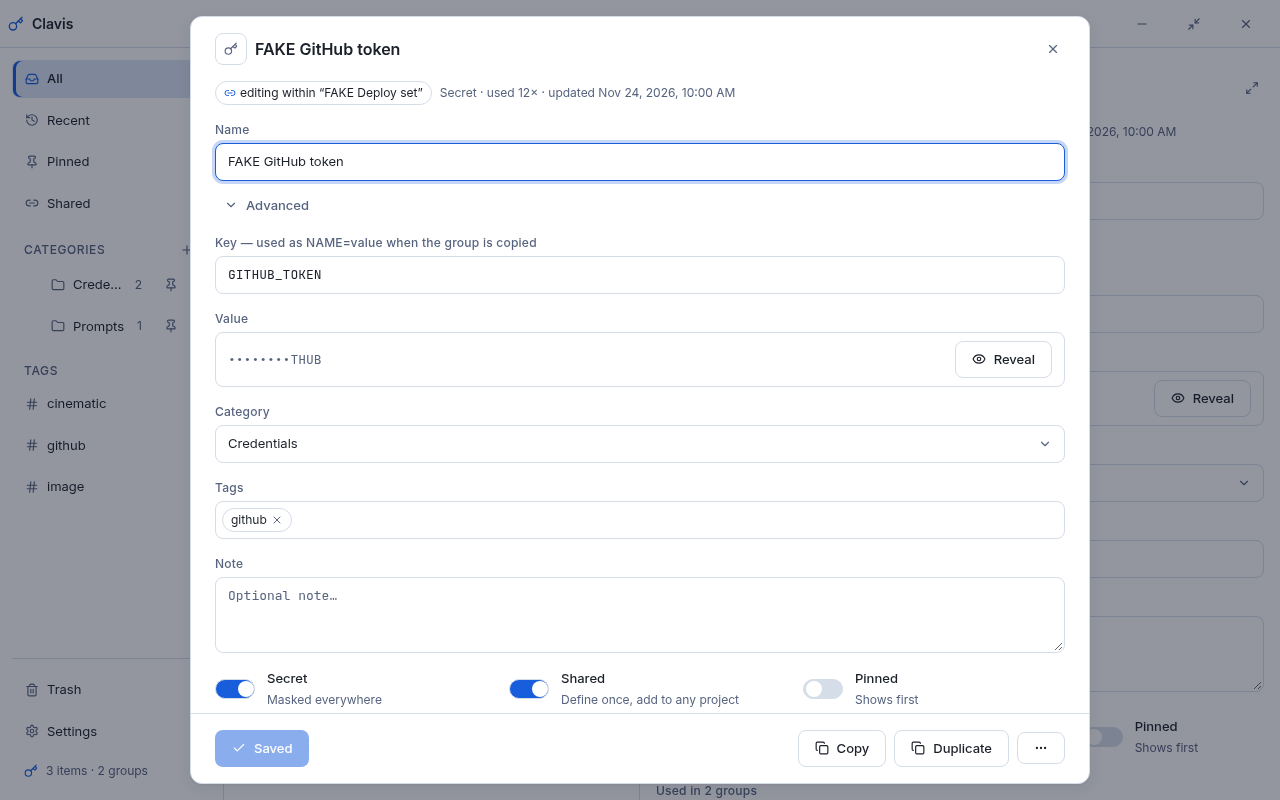 Clavis
All
Recent
Pinned
Shared
CATEGORIES
Crede... 2
Prompts 1
TAGS
cinematic
github
image
Trash
Settings
3 items · 2 groups
FAKE GitHub token
editing within “FAKE Deploy set” Secret · used 12× · updated Nov 24, 2026, 10:00 AM
Name
FAKE GitHub token
Advanced
Key — used as NAME=value when the group is copied
GITHUB_TOKEN
Value
••••••••THUB
Reveal
Category
Credentials
Tags
github
Note
Optional note…
Secret
Masked everywhere
Shared
Define once, add to any project
Pinned
Shows first
Saved
Copy
Duplicate
2026, 10:00 AM
Reveal
Pinned
Shows first
Used in 2 groups